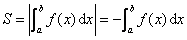 S = |∫_a^b f(x) dx| = −∫_a^b f(x) dx